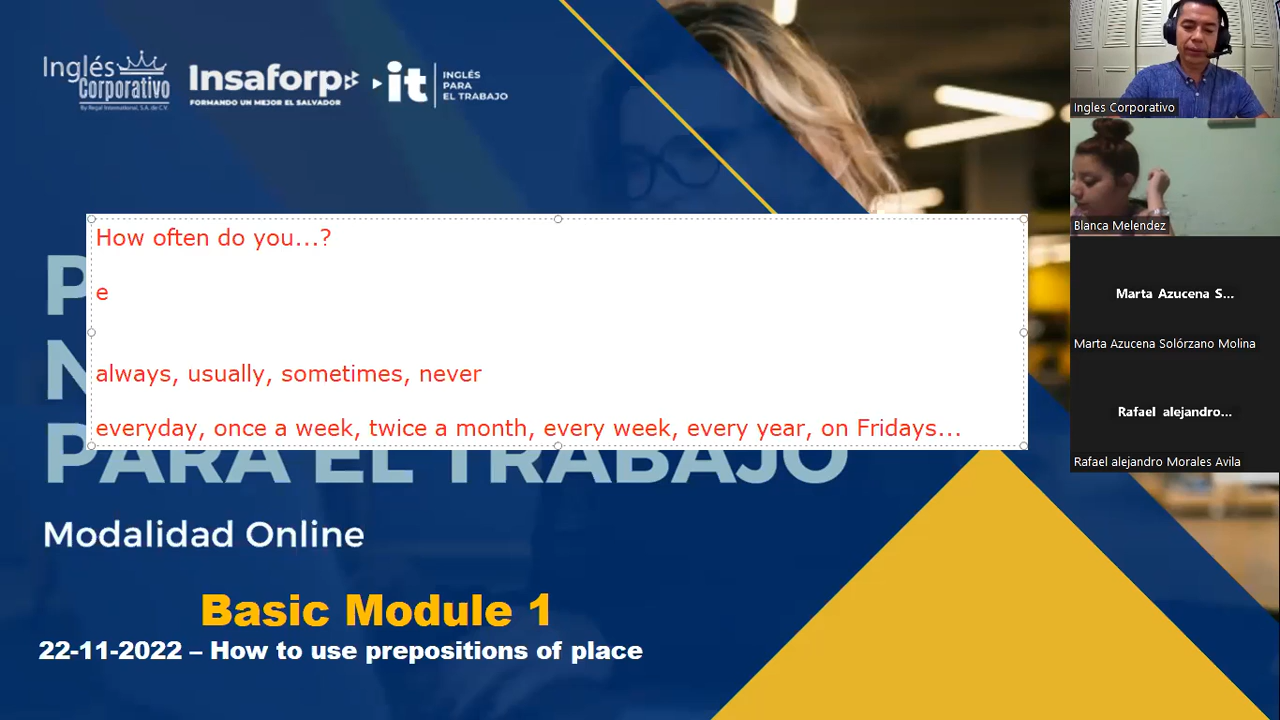 Inglés
Corporativo
By Regal International, S.A. de C.V.
Insaforp
FORMANDO UN MEJOR EL SALVADOR
it
INGLÉS
PARA
EL TRABAJO
How often do you...?
e
always, usually, sometimes, never
everyday, once a week, twice a month, every week, every year, on Fridays...
P
N
PARA EL TRABAJO
Modalidad Online
Basic Module 1
22-11-2022 – How to use prepositions of place
Ingles Corporativo
Blanca Melendez
Marta Azucena S...
Marta Azucena Solórzano Molina
Rafael alejandro...
Rafael alejandro Morales Avila